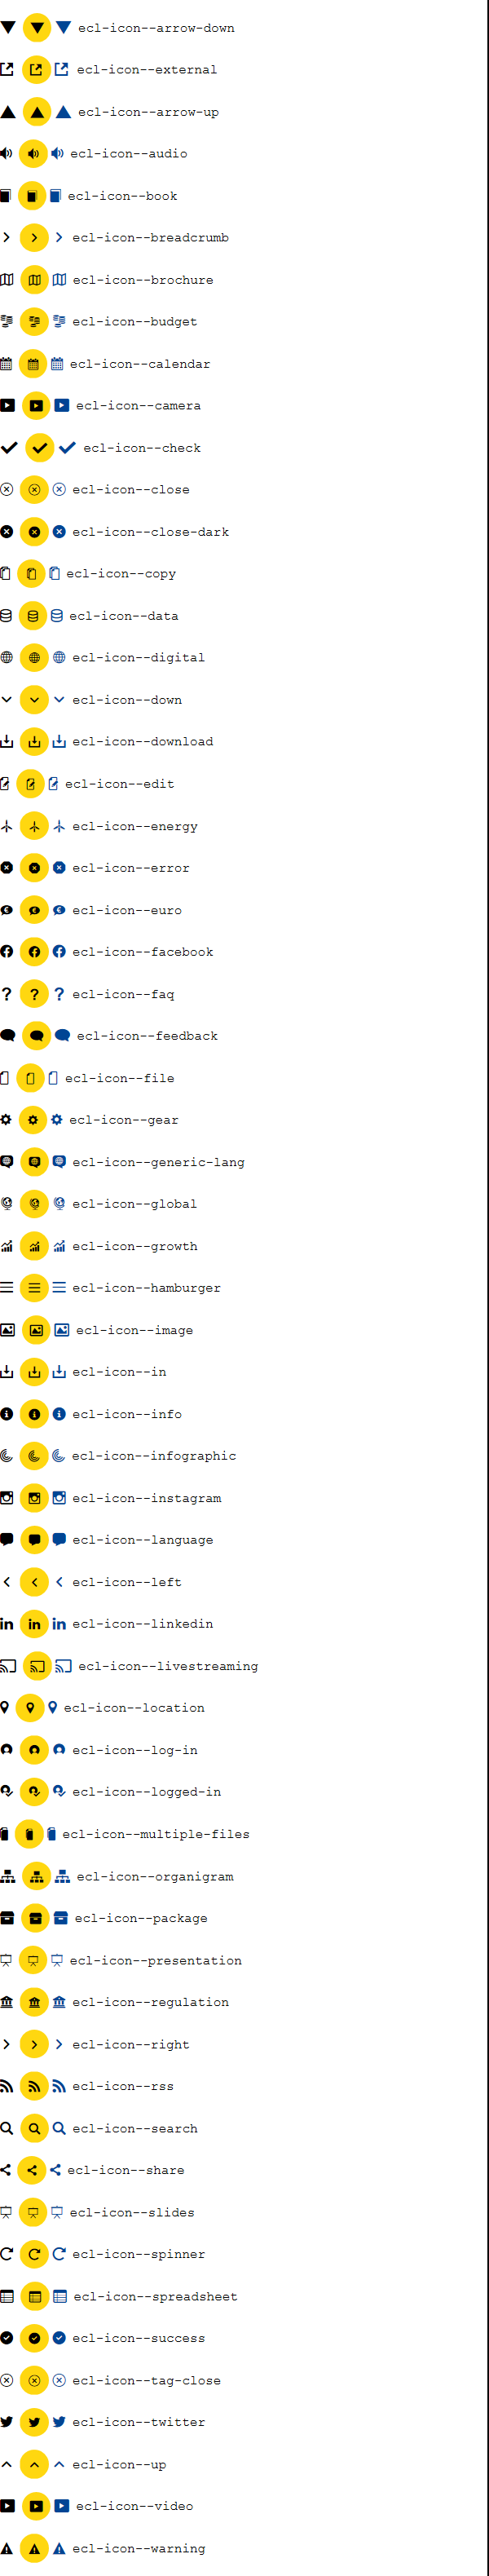 ecl-icon--arrow-down
ecl-icon--external
ecl-icon--arrow-up
ecl-icon--audio
ecl-icon--book
ecl-icon--breadcrumb
ecl-icon--brochure
ecl-icon--budget
ecl-icon--calendar
ecl-icon--camera
ecl-icon--check
ecl-icon--close
ecl-icon--close-dark
ecl-icon--copy
ecl-icon--data
ecl-icon--digital
ecl-icon--down
ecl-icon--download
ecl-icon--edit
ecl-icon--energy
ecl-icon--error
ecl-icon--euro
ecl-icon--facebook
ecl-icon--faq
ecl-icon--feedback
ecl-icon--file
ecl-icon--gear
ecl-icon--generic-lang
ecl-icon--global
ecl-icon--growth
ecl-icon--hamburger
ecl-icon--image
ecl-icon--in
ecl-icon--info
ecl-icon--infographic
ecl-icon--instagram
ecl-icon--language
ecl-icon--left
ecl-icon--linkedin
ecl-icon--livestreaming
ecl-icon--location
ecl-icon--log-in
ecl-icon--logged-in
ecl-icon--multiple-files
ecl-icon--organigram
ecl-icon--package
ecl-icon--presentation
ecl-icon--regulation
ecl-icon--right
ecl-icon--rss
ecl-icon--search
ecl-icon--share
ecl-icon--slides
ecl-icon--spinner
ecl-icon--spreadsheet
ecl-icon--success
ecl-icon--tag-close
ecl-icon--twitter
ecl-icon--up
ecl-icon--video
ecl-icon--warning